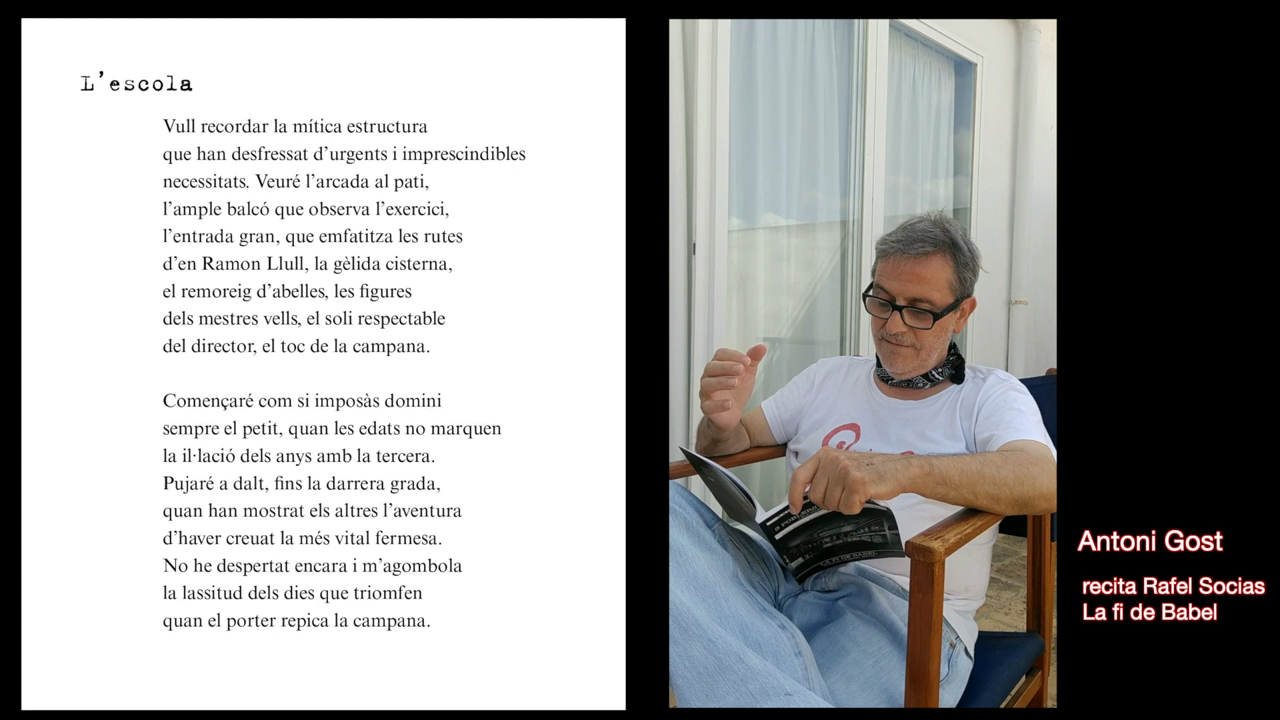 L'escola
Vull recordar la mítica estructura
que han desfressat d’urgents i imprescindibles
necessitats. Veuré l’arcada al pati,
l’ample balcó que observa l’exercici,
l’entrada gran, que emfatitza les rutes
d’en Ramon Llull, la gèlida cisterna,
el remoreig d’abelles, les figures
dels mestres vells, el soli respectable
del director, el toc de la campana.
Començaré com si imposàs domini
sempre el petit, quan les edats no marquen
la il·lació dels anys amb la tercera.
Pujaré a dalt, fins la darrera grada,
quan han mostrat els altres l’aventura
d’haver creuat la més vital fermesa.
No he despertat encara i m’agombola
la lassitud dels dies que triomfen
quan el porter repica la campana.
LA FI DE BABEL
Antoni Gost
recita Rafel Socias
La fi de Babel